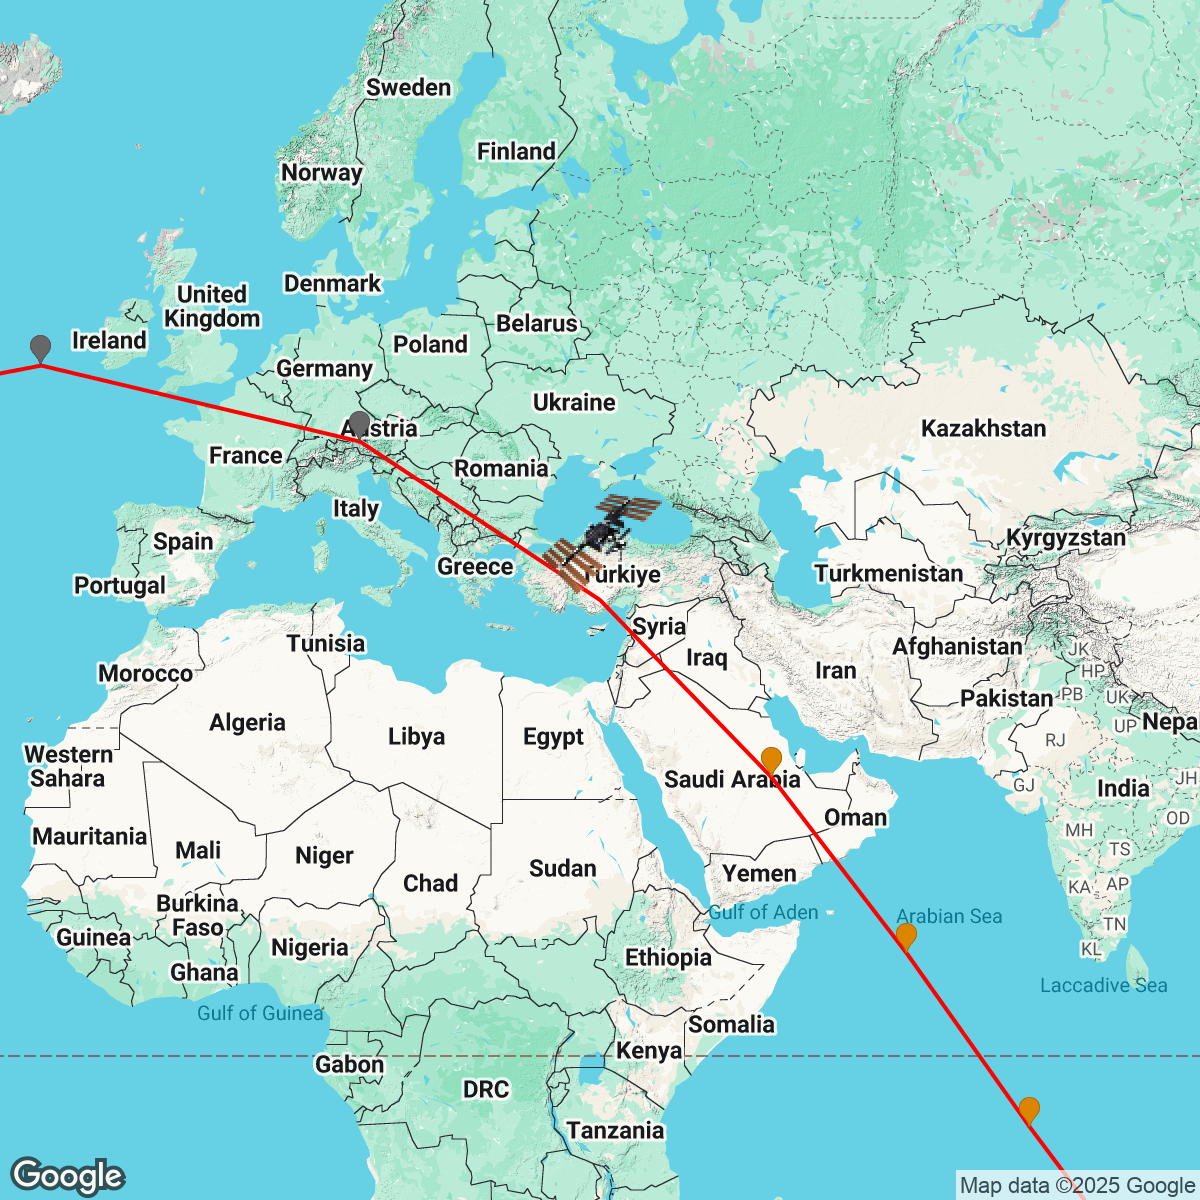 Sweden
Finland
Norway
Denmark
United
Kingdom
Ireland
Belarus
Poland
Germany
Ukraine
Austria
Kazakhstan
France
Romania
Italy
Spain
Kyrgyzstan
Greece
Türkiye
Turkmenistan
Portugal
Syria
Tunisia
Afghanistan
JK
Iraq
Iran
HP
Morocco
Pakistan
PB
UK
Algeria
Libya
Egypt
UP
Nepa
RJ
Western
Sahara
Saudi Arabia
GJ
India
JH
Oman
OD
Mauritania
MH
Mali
Niger
TS
Sudan
Yemen
Chad
KA
AP
Burkina
Faso
Gulf of Aden
Arabian Sea
TN
Guinea
Nigeria
KL
Ethiopia
Ghana
Laccadive Sea
Gulf of Guinea
Somalia
Kenya
Gabon
DRC
Tanzania
Google
Map data ©2025 Google